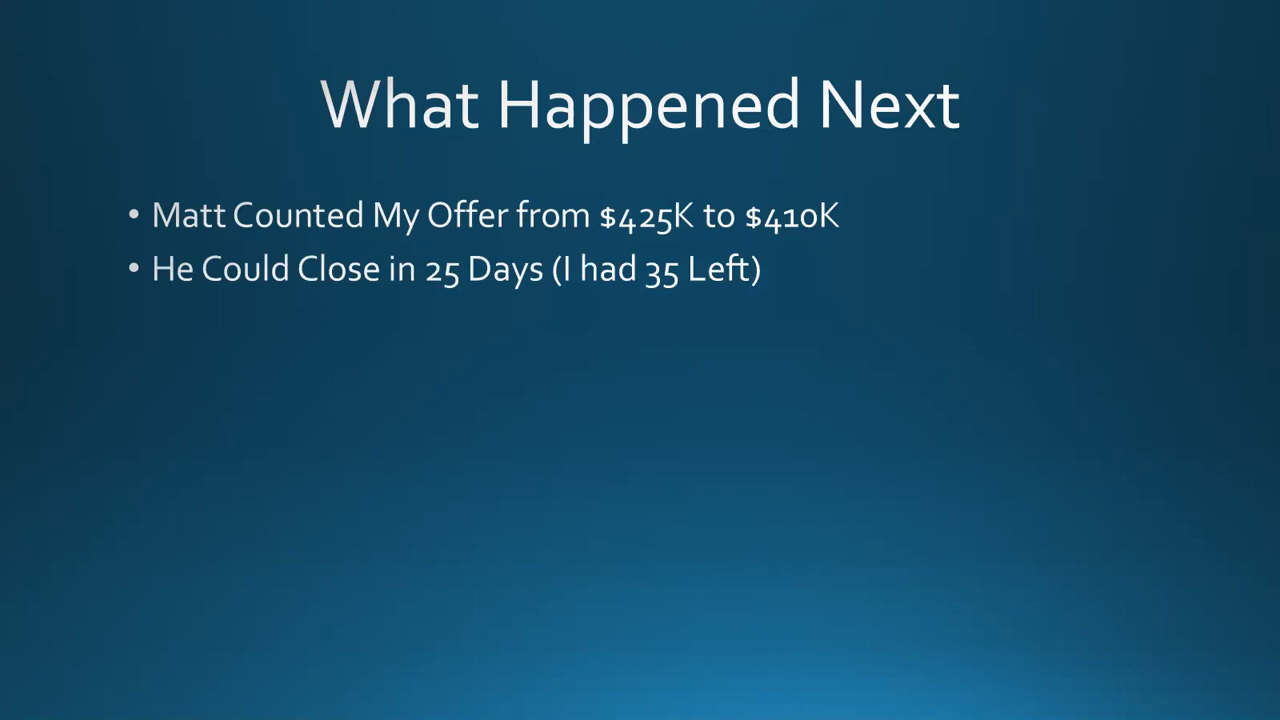 What Happened Next
• Matt Counted My Offer from $425K to $410K
• He Could Close in 25 Days (I had 35 Left)